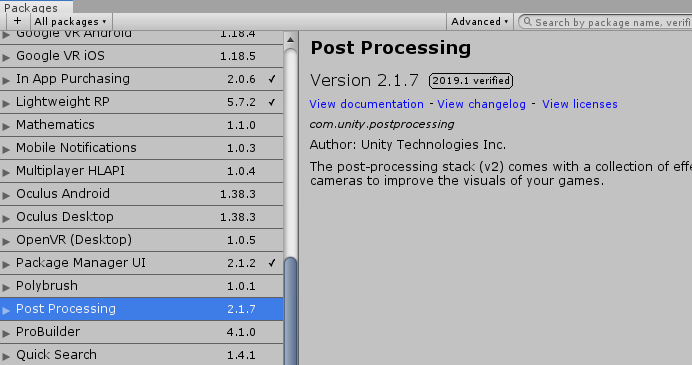 Packages
+ All packages
Advanced
Search by package name, verifi
Google VR Android 1.18.4
Google VR iOS 1.18.5
In App Purchasing 2.0.6 ✓
Lightweight RP 5.7.2 ✓
Mathematics 1.1.0
Mobile Notifications 1.0.3
Multiplayer HLAPI 1.0.4
Oculus Android 1.38.3
Oculus Desktop 1.38.3
OpenVR (Desktop) 1.0.5
Package Manager UI 2.1.2 ✓
Polybrush 1.0.1
Post Processing 2.1.7
ProBuilder 4.1.0
Quick Search 1.4.1
Post Processing
Version 2.1.7 2019.1 verified
View documentation - View changelog - View licenses
com.unity.postprocessing
Author: Unity Technologies Inc.
The post-processing stack (v2) comes with a collection of effe
cameras to improve the visuals of your games.